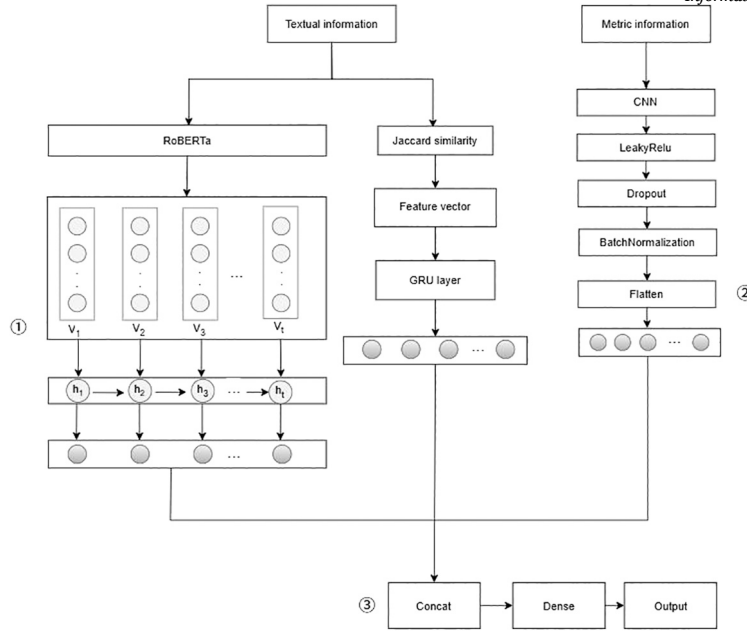 Textual information
Metric information
RoBERTa
Jaccard similarity
CNN
LeakyRelu
Feature vector
Dropout
BatchNormalization
GRU layer
Flatten
②
...
①
V1 V2 V3 Vt
...
...
h1 h2 h3 ... ht
...
③
Concat
Dense
Output